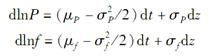 dlnP = (μ_P − σ_P^2/2) dt + σ_P dz
dlnf = (μ_f − σ_f^2/2) dt + σ_f dz